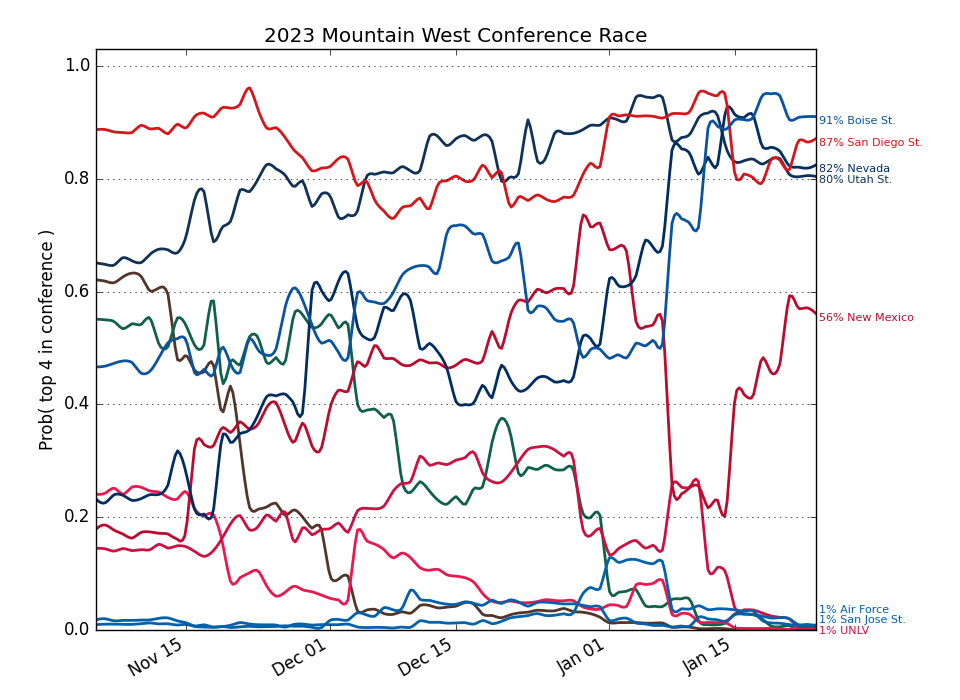 2023 Mountain West Conference Race
Prob( top 4 in conference )
1.0
0.8
0.6
0.4
0.2
0.0
Nov 15
Dec 01
Dec 15
Jan 01
Jan 15
91% Boise St.
87% San Diego St.
82% Nevada
80% Utah St.
56% New Mexico
1% Air Force
1% San Jose St.
1% UNLV